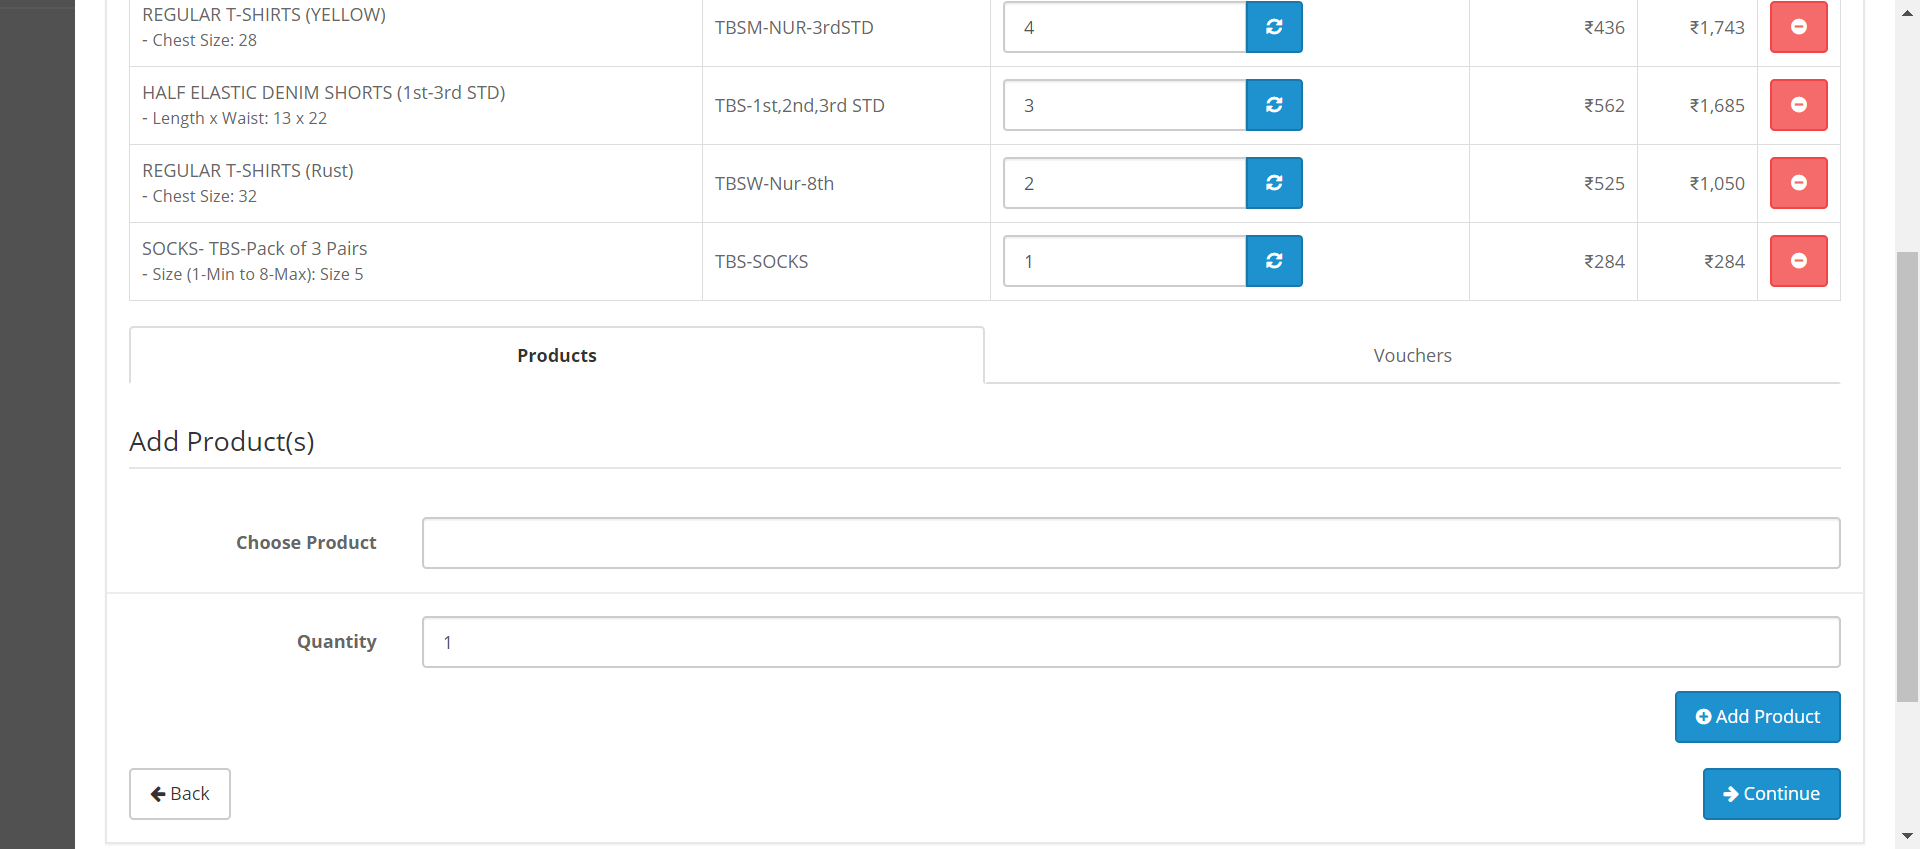 REGULAR T-SHIRTS (YELLOW)
- Chest Size: 28
TBSM-NUR-3rdSTD
4
₹436
₹1,743
HALF ELASTIC DENIM SHORTS (1st-3rd STD)
- Length x Waist: 13 x 22
TBS-1st,2nd,3rd STD
3
₹562
₹1,685
REGULAR T-SHIRTS (Rust)
- Chest Size: 32
TBSW-Nur-8th
2
₹525
₹1,050
SOCKS- TBS-Pack of 3 Pairs
- Size (1-Min to 8-Max): Size 5
TBS-SOCKS
1
₹284
₹284
Products
Vouchers
Add Product(s)
Choose Product
Quantity
1
Add Product
Back
Continue